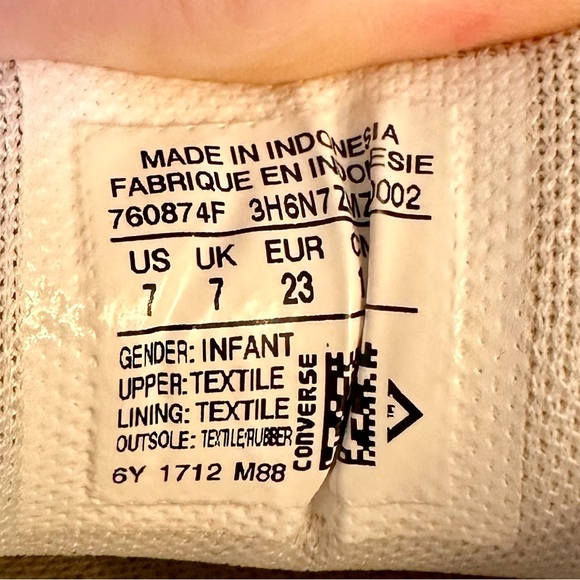 MADE IN INDONESIA
FABRIQUE EN INDONESIE
760874F 3H6N7
US UK EUR
7 7 23
GENDER: INFANT
UPPER: TEXTILE
LINING: TEXTILE
OUTSOLE: TEXTILE/RUBBER
CONVERSE
6Y 1712 M88